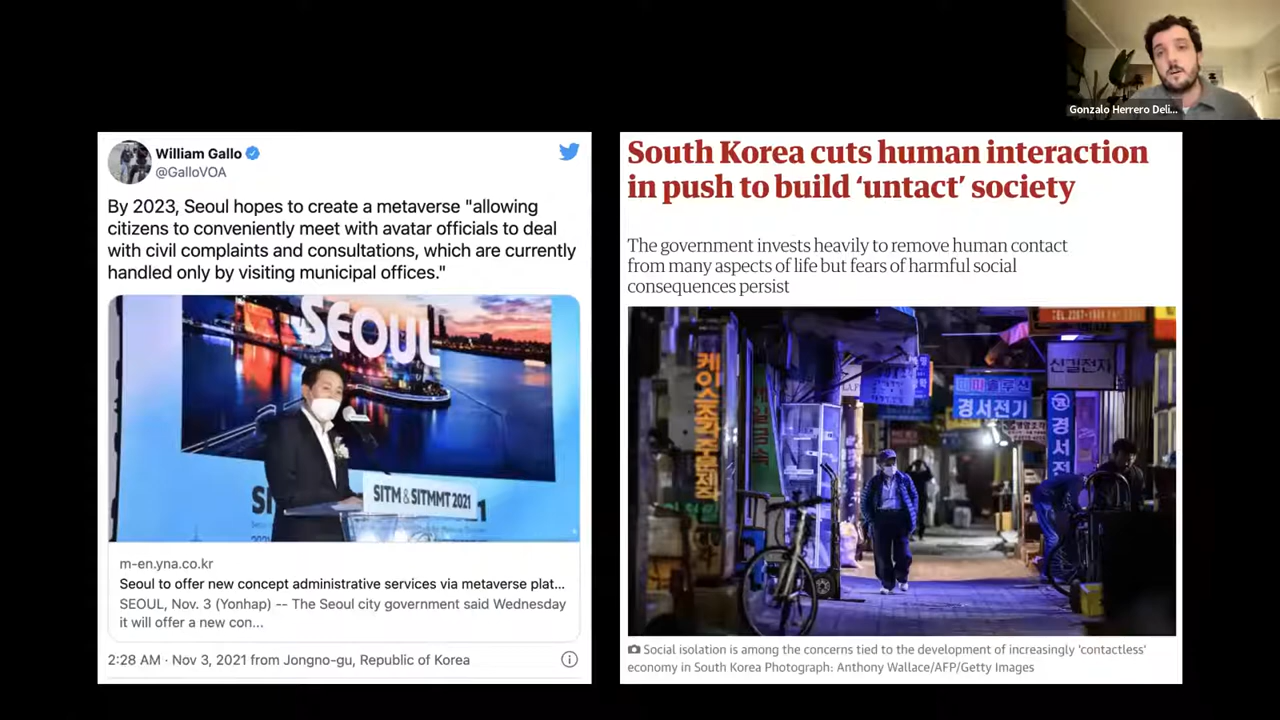 Gonzalo Herrero Deli...
William Gallo
@GalloVOA
By 2023, Seoul hopes to create a metaverse "allowing
citizens to conveniently meet with avatar officials to deal
with civil complaints and consultations, which are currently
handled only by visiting municipal offices."
SEOUL
SITM & SITMMT 2021
m-en.yna.co.kr
Seoul to offer new concept administrative services via metaverse plat...
SEOUL, Nov. 3 (Yonhap) -- The Seoul city government said Wednesday
it will offer a new con...
2:28 AM · Nov 3, 2021 from Jongno-gu, Republic of Korea
South Korea cuts human interaction
in push to build ‘untact’ society
The government invests heavily to remove human contact
from many aspects of life but fears of harmful social
consequences persist
신길전자
경서전기
경서전
Social isolation is among the concerns tied to the development of increasingly 'contactless'
economy in South Korea Photograph: Anthony Wallace/AFP/Getty Images